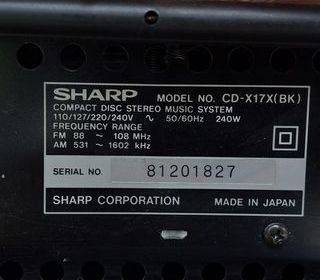 SHARP MODEL NO. CD-X17X(BK)
COMPACT DISC STEREO MUSIC SYSTEM
110/127/220/240V ∿ 50/60Hz 240W
FREQUENCY RANGE
FM 88 ~ 108 MHz
AM 531 ~ 1602 kHz
SERIAL NO. 81201827
SHARP CORPORATION MADE IN JAPAN